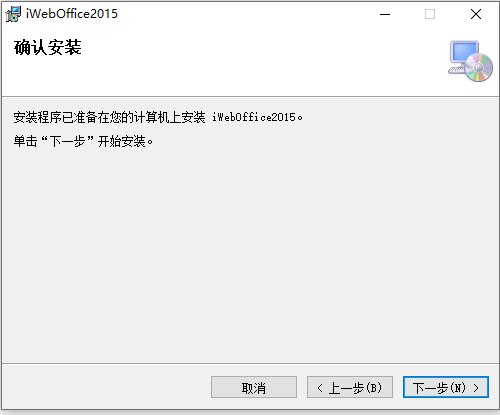 iWebOffice2015
确认安装
安装程序已准备在您的计算机上安装 iWebOffice2015。
单击“下一步”开始安装。
取消
< 上一步(B)
下一步(N) >